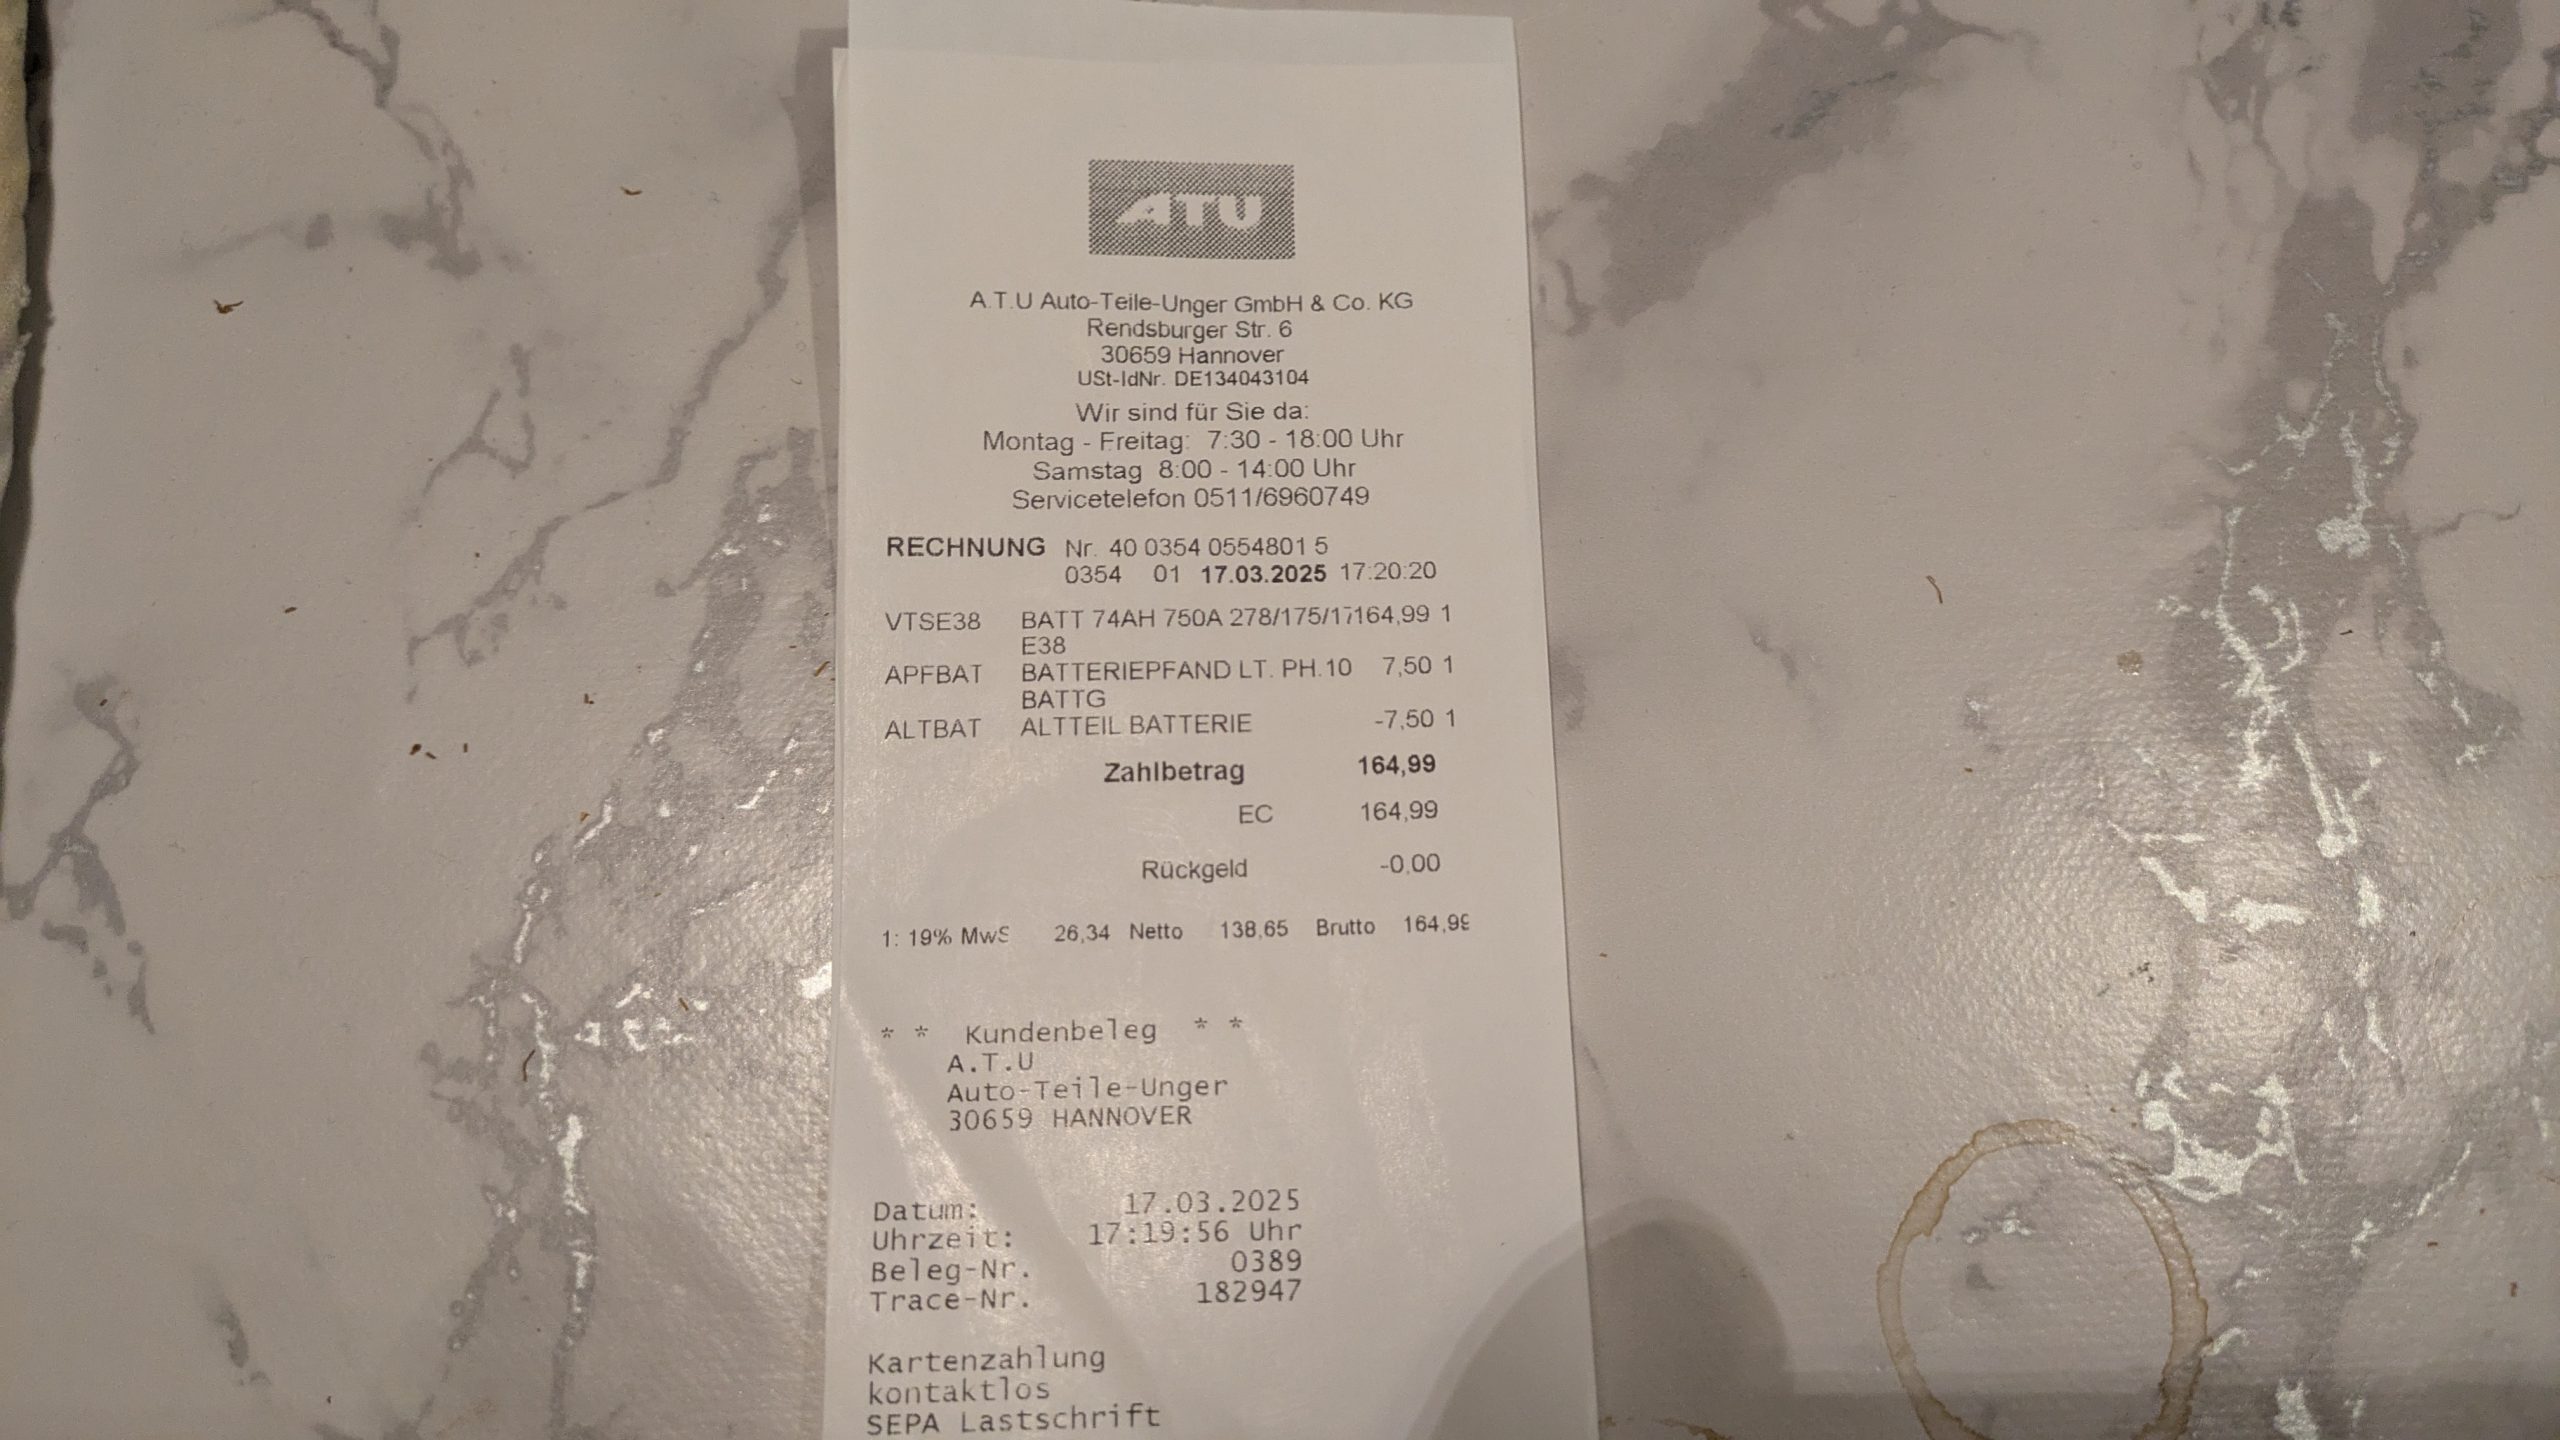 ATU
A.T.U Auto-Teile-Unger GmbH & Co. KG
Rendsburger Str. 6
30659 Hannover
USt-IdNr. DE134043104
Wir sind für Sie da:
Montag - Freitag: 7:30 - 18:00 Uhr
Samstag 8:00 - 14:00 Uhr
Servicetelefon 0511/6960749
RECHNUNG Nr. 40 0354 0554801 5
0354 01 17.03.2025 17:20:20
VTSE38 BATT 74AH 750A 278/175/17164,99 1
E38
APFBAT BATTERIEPFAND LT. PH.10 7,50 1
BATTG
ALTBAT ALTTEIL BATTERIE -7,50 1
Zahlbetrag 164,99
EC 164,99
Rückgeld -0,00
1: 19% MwS 26,34 Netto 138,65 Brutto 164,99
* * Kundenbeleg * *
A.T.U
Auto-Teile-Unger
30659 HANNOVER
Datum: 17.03.2025
Uhrzeit: 17:19:56 Uhr
Beleg-Nr. 0389
Trace-Nr. 182947
Kartenzahlung
kontaktlos
SEPA Lastschrift